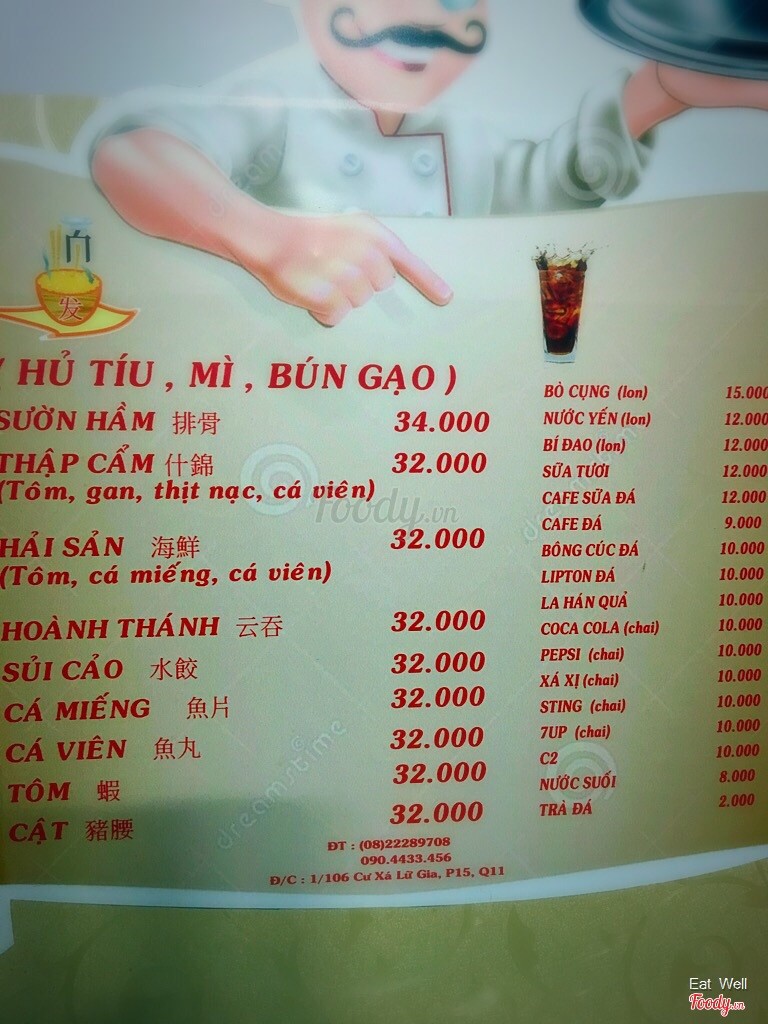 百
发
( HỦ TÍU , MÌ , BÚN GẠO )
SƯỜN HẦM 排骨 34.000
THẬP CẨM 什錦 32.000
(Tôm, gan, thịt nạc, cá viên)
HẢI SẢN 海鮮 32.000
(Tôm, cá miếng, cá viên)
HOÀNH THÁNH 云吞 32.000
SỦI CẢO 水餃 32.000
CÁ MIẾNG 魚片 32.000
CÁ VIÊN 魚丸 32.000
TÔM 蝦 32.000
CẬT 豬腰 32.000
BÒ CỤNG (lon) 15.000
NƯỚC YẾN (lon) 12.000
BÍ ĐAO (lon) 12.000
SỮA TƯƠI 12.000
CAFE SỮA ĐÁ 12.000
CAFE ĐÁ 9.000
BÔNG CÚC ĐÁ 10.000
LIPTON ĐÁ 10.000
LA HÁN QUẢ 10.000
COCA COLA (chai) 10.000
PEPSI (chai) 10.000
XÁ XỊ (chai) 10.000
STING (chai) 10.000
7UP (chai) 10.000
C2 10.000
NƯỚC SUỐI 8.000
TRÀ ĐÁ 2.000
ĐT : (08)22289708
090.4433.456
Đ/C : 1/106 Cư Xá Lữ Gia, P15, Q11
foody.vn
dreamstime
Eat Well
Foody.vn